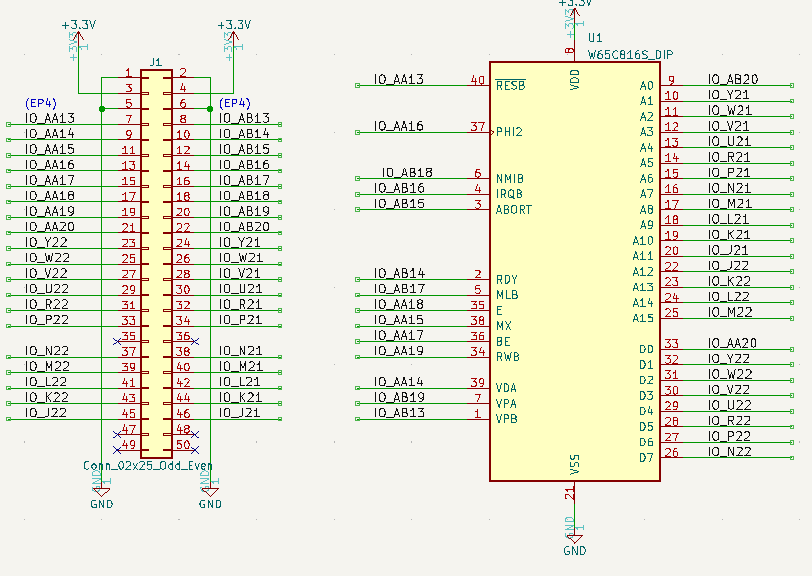 +3.3V +3.3V
+3V3 1 +3V3 1
J1
1 2
3 4
(EP4) 5 6 (EP4)
IO_AA13 7 8 IO_AB13
IO_AA14 9 10 IO_AB14
IO_AA15 11 12 IO_AB15
IO_AA16 13 14 IO_AB16
IO_AA17 15 16 IO_AB17
IO_AA18 17 18 IO_AB18
IO_AA19 19 20 IO_AB19
IO_AA20 21 22 IO_AB20
IO_Y22 23 24 IO_Y21
IO_W22 25 26 IO_W21
IO_V22 27 28 IO_V21
IO_U22 29 30 IO_U21
IO_R22 31 32 IO_R21
IO_P22 33 34 IO_P21
35 36
IO_N22 37 38 IO_N21
IO_M22 39 40 IO_M21
IO_L22 41 42 IO_L21
IO_K22 43 44 IO_K21
IO_J22 45 46 IO_J21
47 48
49 50
Conn_02x25_Odd_Even
GND 1 GND 1
GND GND
+3.3V
+3V3 1
U1
W65C816S_DIP
8
VDD
IO_AA13 40 RESB
IO_AA16 37 PHI2
IO_AB18 6 NMIB
IO_AB16 4 IRQB
IO_AB15 3 ABORT
IO_AB14 2 RDY
IO_AB17 5 MLB
IO_AA18 35 E
IO_AA15 38 MX
IO_AA17 36 BE
IO_AA19 34 RWB
IO_AA14 39 VDA
IO_AB19 7 VPA
IO_AB13 1 VPB
A0 9 IO_AB20
A1 10 IO_Y21
A2 11 IO_W21
A3 12 IO_V21
A4 13 IO_U21
A5 14 IO_R21
A6 15 IO_P21
A7 16 IO_N21
A8 17 IO_M21
A9 18 IO_L21
A10 19 IO_K21
A11 20 IO_J21
A12 22 IO_J22
A13 23 IO_K22
A14 24 IO_L22
A15 25 IO_M22
D0 33 IO_AA20
D1 32 IO_Y22
D2 31 IO_W22
D3 30 IO_V22
D4 29 IO_U22
D5 28 IO_R22
D6 27 IO_P22
D7 26 IO_N22
VSS
21
GND 1
GND